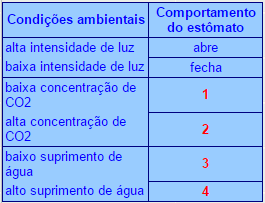 Condições ambientais
Comportamento
do estômato
alta intensidade de luz
abre
baixa intensidade de luz
fecha
baixa concentração de
CO2
1
alta concentração de
CO2
2
baixo suprimento de
água
3
alto suprimento de água
4